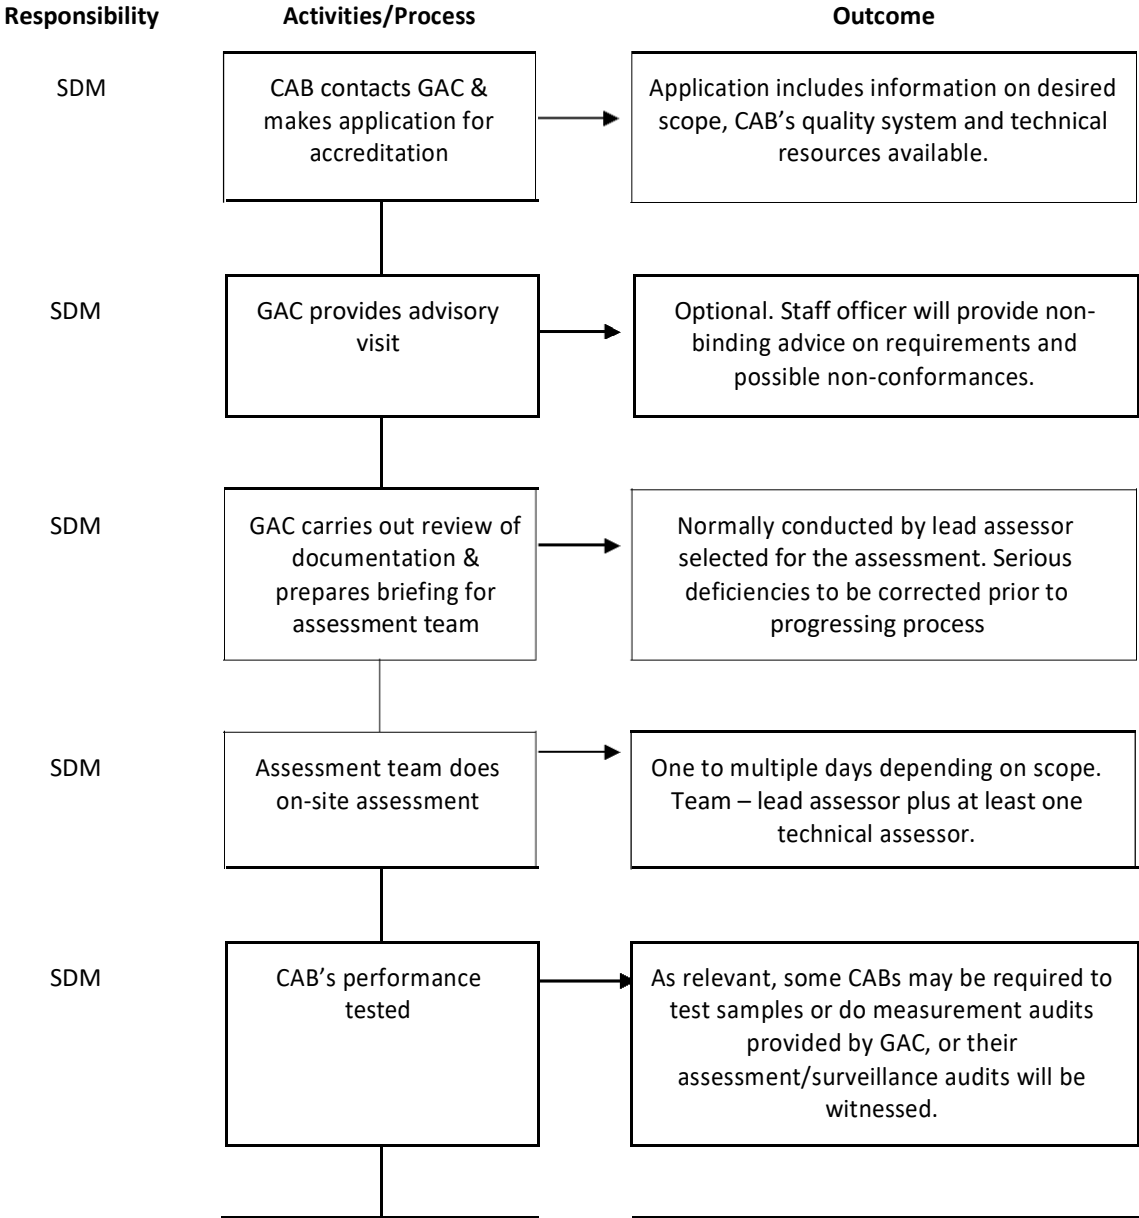 Responsibility
Activities/Process
Outcome
SDM
CAB contacts GAC &
makes application for
accreditation
Application includes information on desired
scope, CAB’s quality system and technical
resources available.
SDM
GAC provides advisory
visit
Optional. Staff officer will provide non-
binding advice on requirements and
possible non-conformances.
SDM
GAC carries out review of
documentation &
prepares briefing for
assessment team
Normally conducted by lead assessor
selected for the assessment. Serious
deficiencies to be corrected prior to
progressing process
SDM
Assessment team does
on-site assessment
One to multiple days depending on scope.
Team – lead assessor plus at least one
technical assessor.
SDM
CAB’s performance
tested
As relevant, some CABs may be required to
test samples or do measurement audits
provided by GAC, or their
assessment/surveillance audits will be
witnessed.